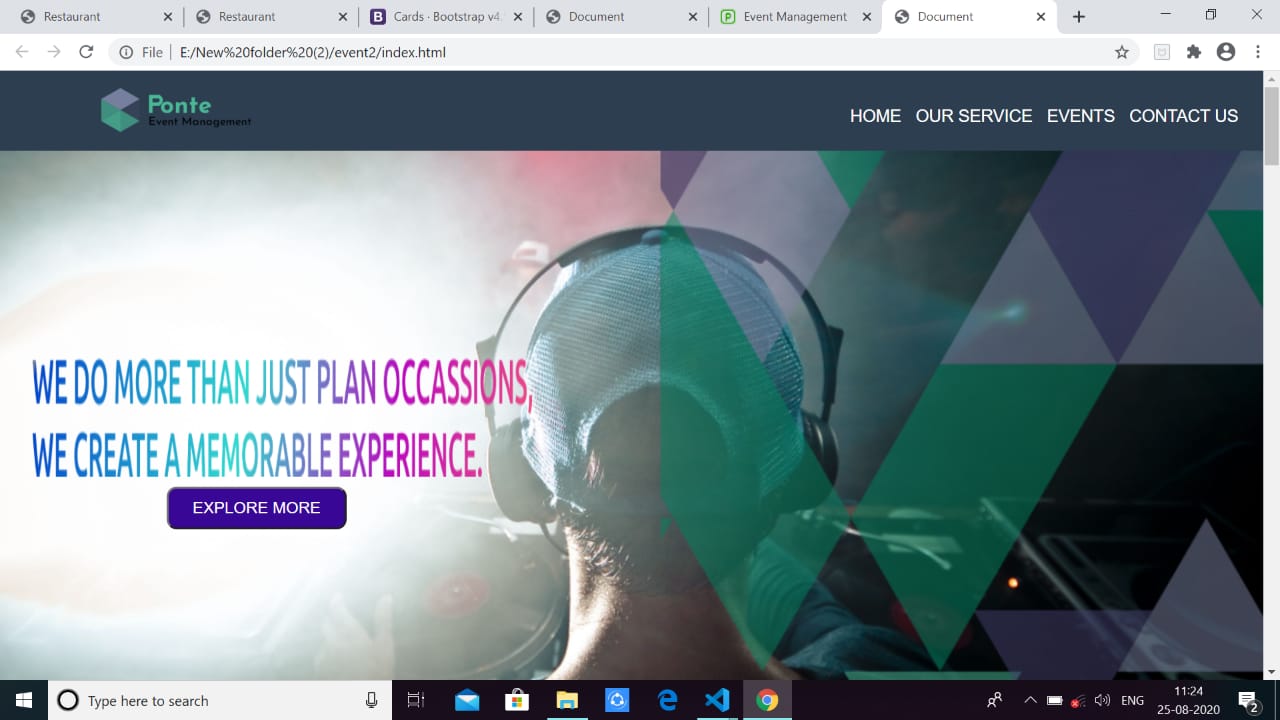 Restaurant
Restaurant
Cards · Bootstrap v4.
Document
Event Management
Document
File
E:/New%20folder%20(2)/event2/index.html
Ponte
Event Management
HOME OUR SERVICE EVENTS CONTACT US
WE DO MORE THAN JUST PLAN OCCASSIONS,
WE CREATE A MEMORABLE EXPERIENCE.
EXPLORE MORE
Type here to search
ENG
11:24
25-08-2020
2